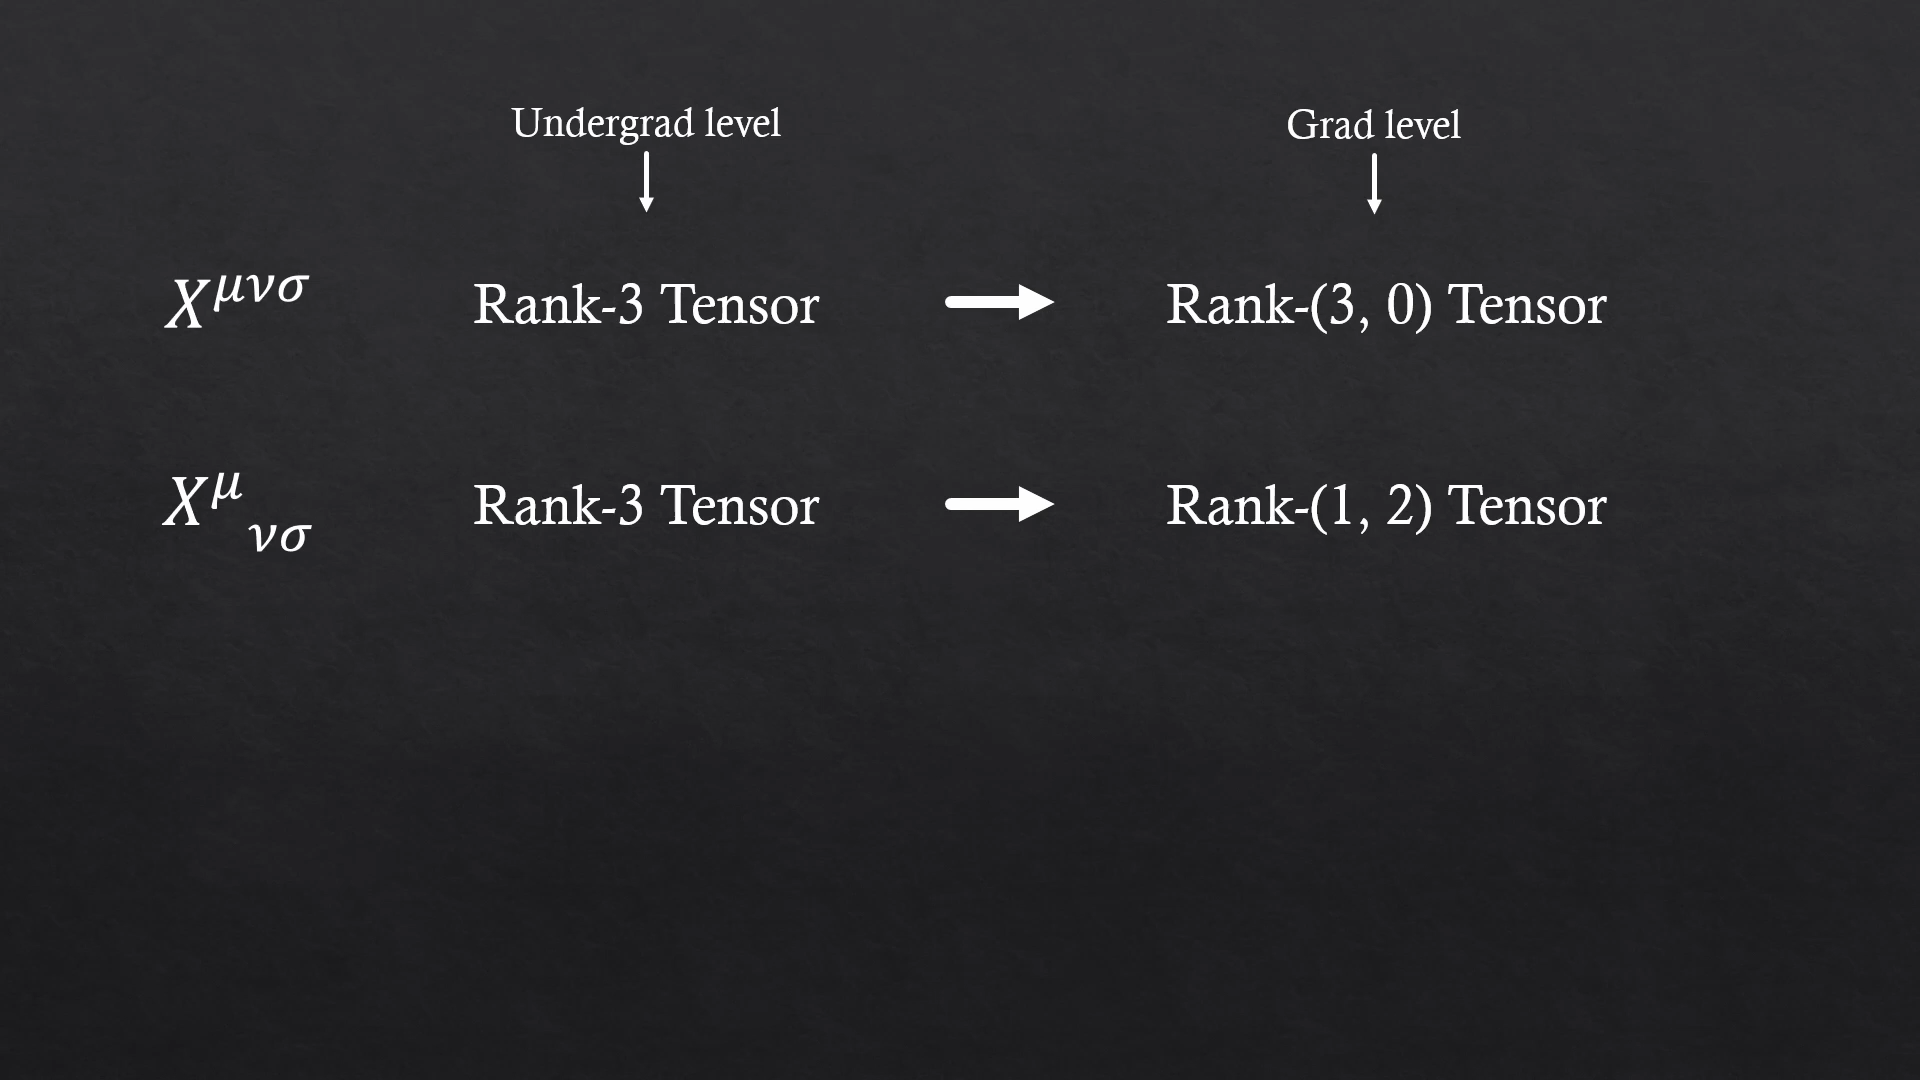 Undergrad level
Grad level
X^{μνσ} Rank-3 Tensor Rank-(3, 0) Tensor
X^{μ}_{νσ} Rank-3 Tensor Rank-(1, 2) Tensor